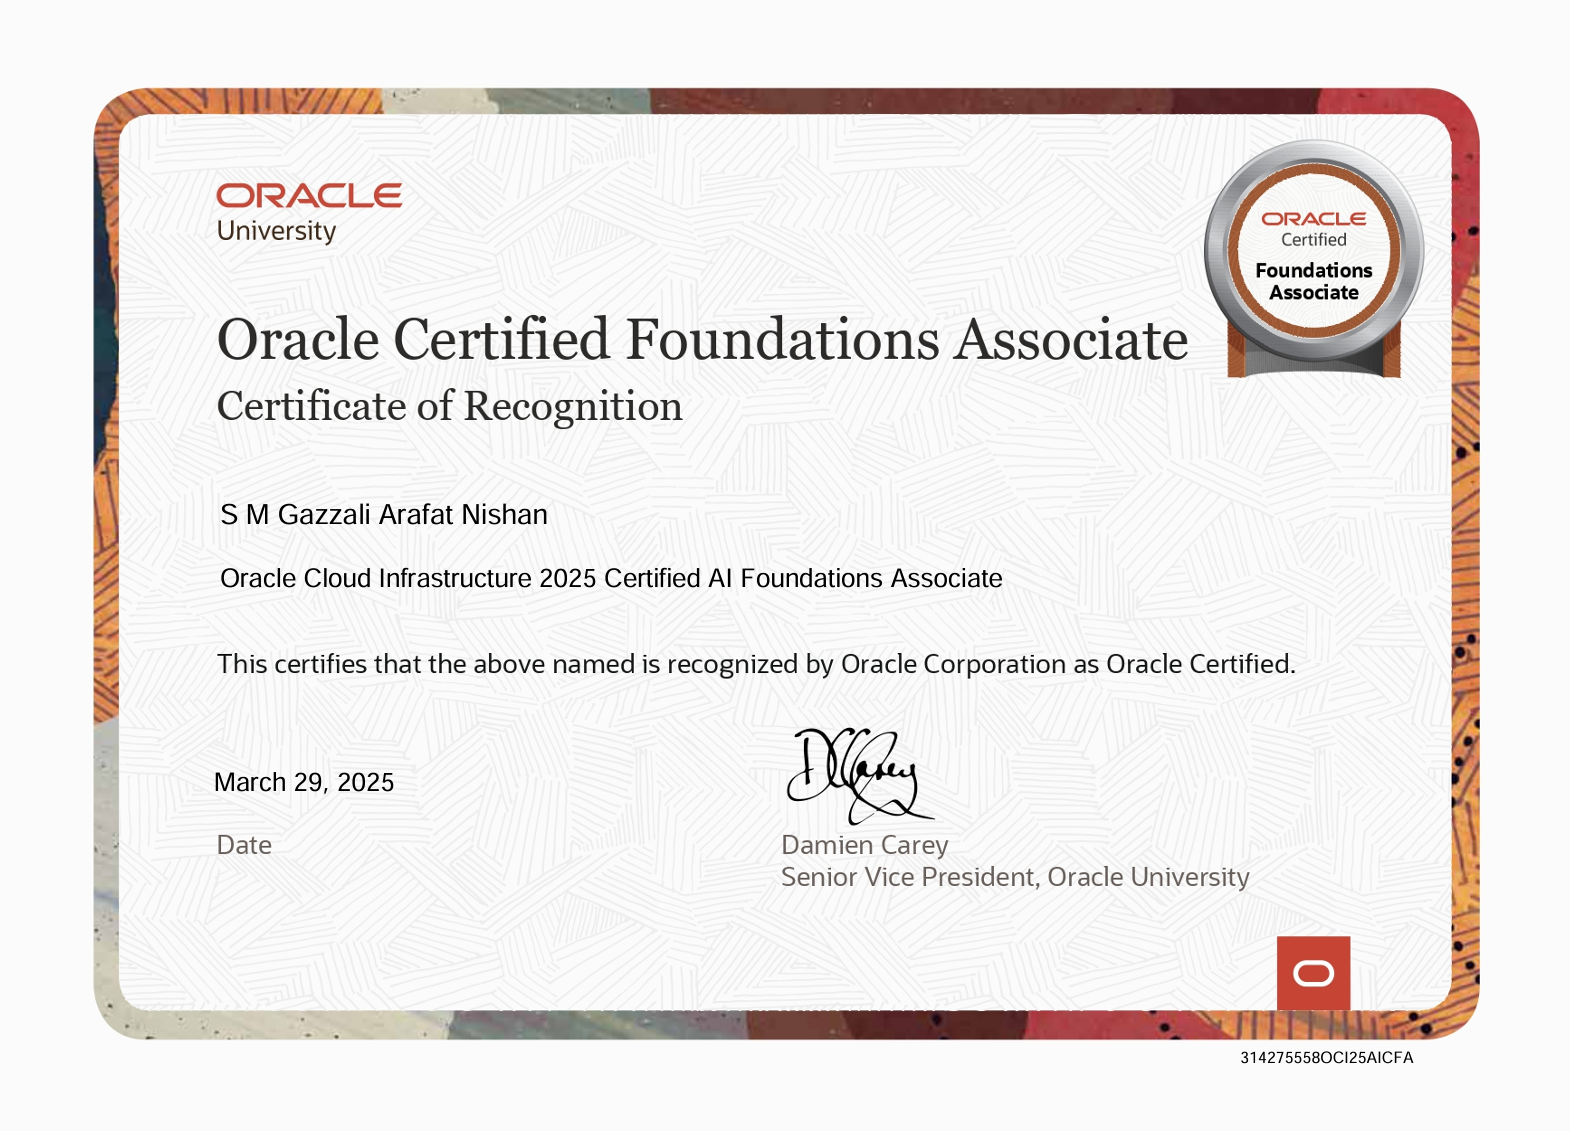 ORACLE
University
ORACLE
Certified
Foundations
Associate
Oracle Certified Foundations Associate
Certificate of Recognition
S M Gazzali Arafat Nishan
Oracle Cloud Infrastructure 2025 Certified AI Foundations Associate
This certifies that the above named is recognized by Oracle Corporation as Oracle Certified.
March 29, 2025
Date
DCCarey
Damien Carey
Senior Vice President, Oracle University
314275558OCI25AICFA